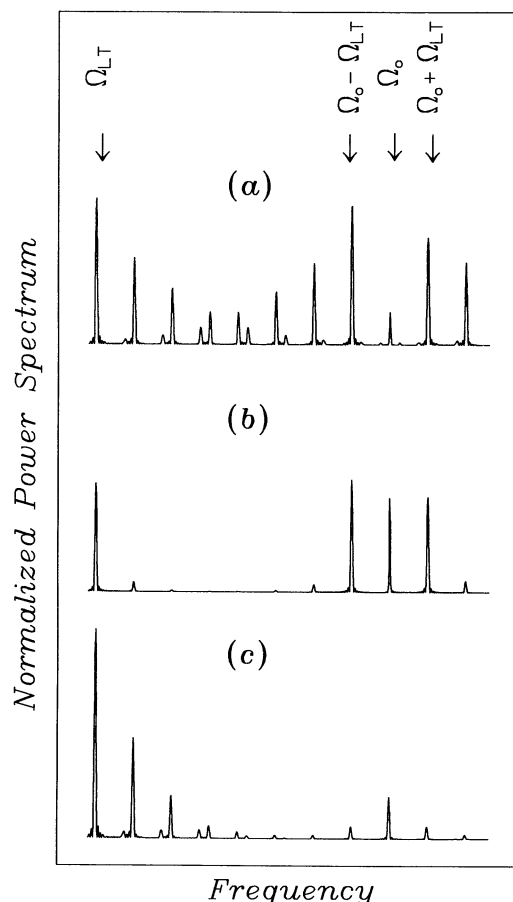 Ω_LT
Ω_o - Ω_LT
Ω_o
Ω_o + Ω_LT
(a)
(b)
(c)
Normalized Power Spectrum
Frequency